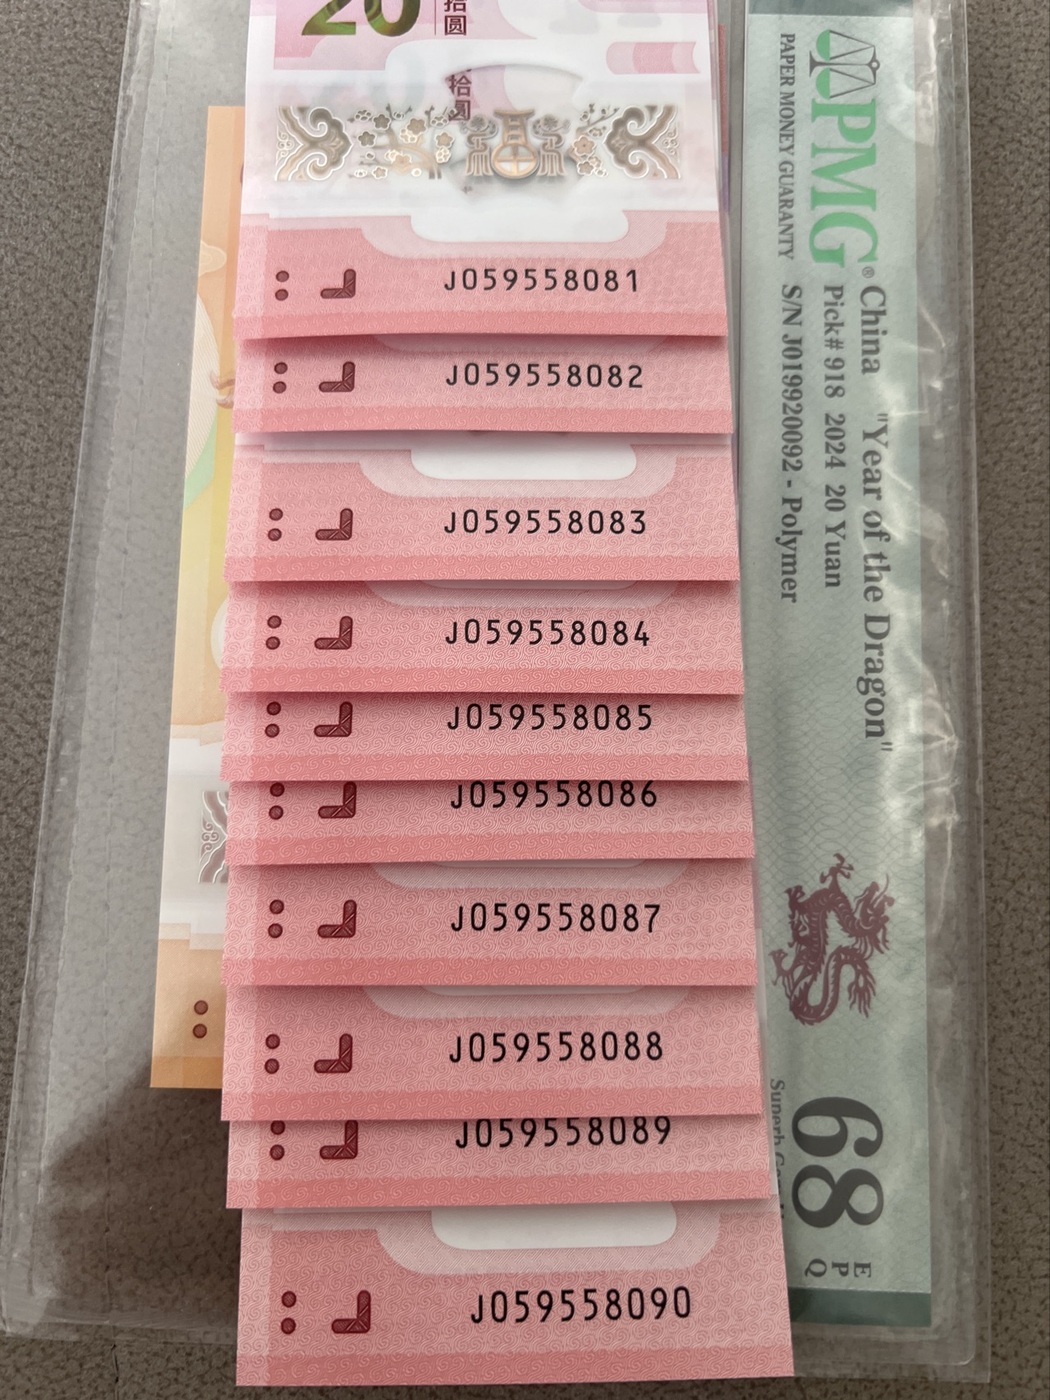 20
拾圆
拾圆
J059558081
J059558082
J059558083
J059558084
J059558085
J059558086
J059558087
J059558088
J059558089
J059558090
PMG®
PAPER MONEY GUARANTY
China "Year of the Dragon"
Pick# 918 2024 20 Yuan
S/N J019920092 - Polymer
68
EPQ